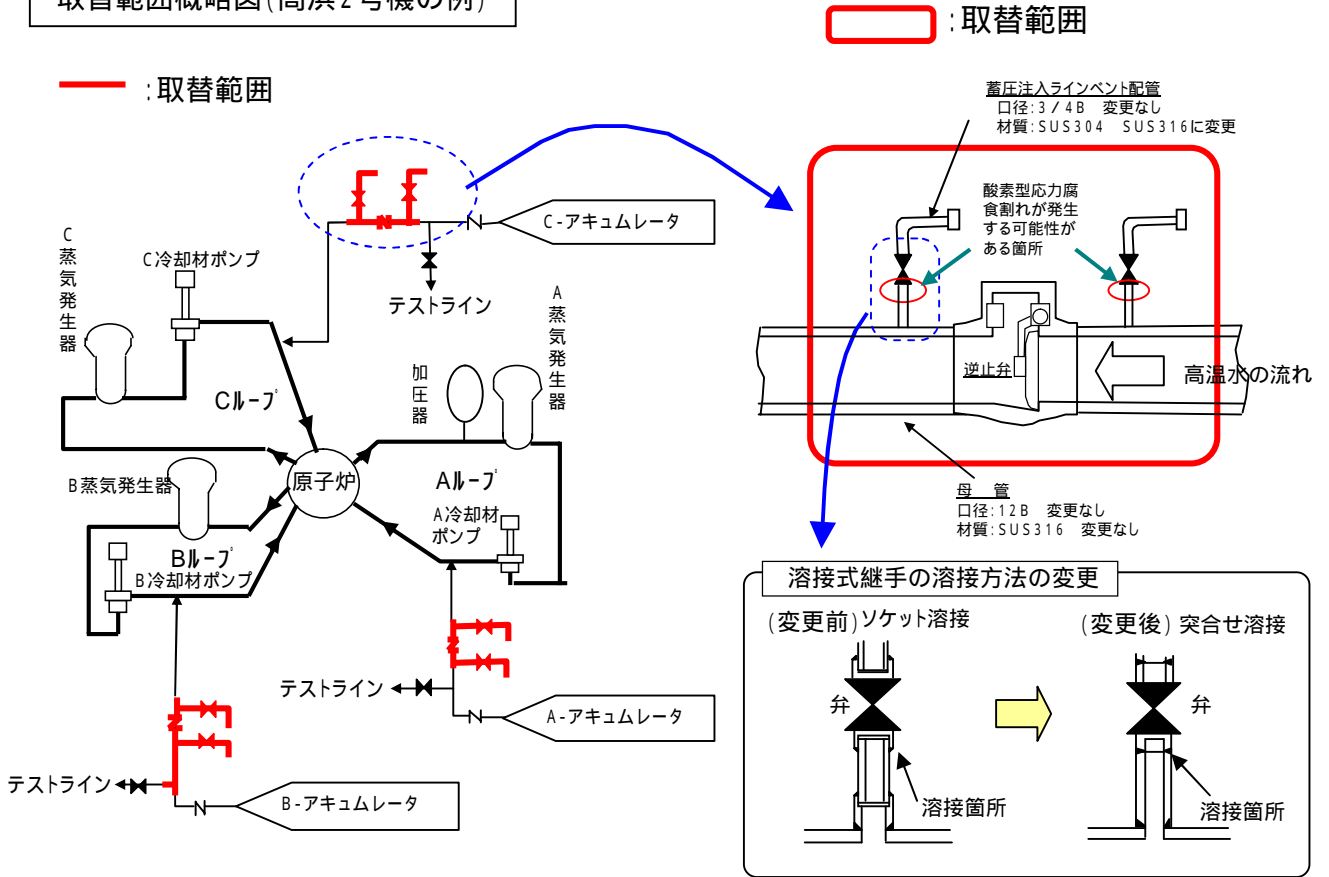 取替範囲概略図(高浜2号機の例)
:取替範囲
:取替範囲
蓄圧注入ラインベント配管
口径:3/4B 変更なし
材質:SUS304 SUS316に変更
酸素型応力腐
食割れが発生
する可能性が
ある箇所
逆止弁
高温水の流れ
母 管
口径:12B 変更なし
材質:SUS316 変更なし
C-アキュムレータ
テストライン
C蒸気発生器
C冷却材ポンプ
Cループ
加圧器
A蒸気発生器
原子炉
Aループ
A冷却材
ポンプ
B蒸気発生器
Bループ
B冷却材ポンプ
テストライン
A-アキュムレータ
テストライン
B-アキュムレータ
溶接式継手の溶接方法の変更
(変更前)ソケット溶接
(変更後)突合せ溶接
弁
弁
溶接箇所
溶接箇所